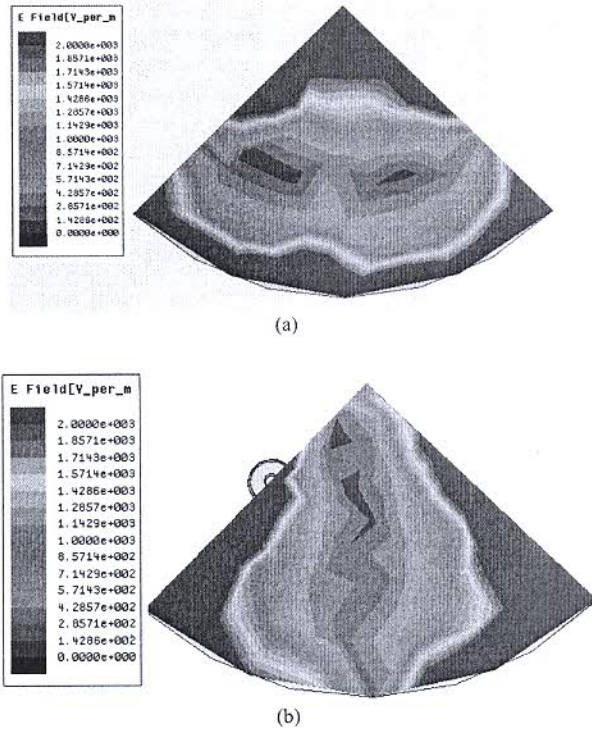 E Field[V_per_m
2.0000e+003
1.8571e+003
1.7143e+003
1.5714e+003
1.4286e+003
1.2857e+003
1.1429e+003
1.0000e+003
8.5714e+002
7.1429e+002
5.7143e+002
4.2857e+002
2.8571e+002
1.4286e+002
0.0000e+000
(a)
E Field[V_per_m
2.0000e+003
1.8571e+003
1.7143e+003
1.5714e+003
1.4286e+003
1.2857e+003
1.1429e+003
1.0000e+003
8.5714e+002
7.1429e+002
5.7143e+002
4.2857e+002
2.8571e+002
1.4286e+002
0.0000e+000
(b)